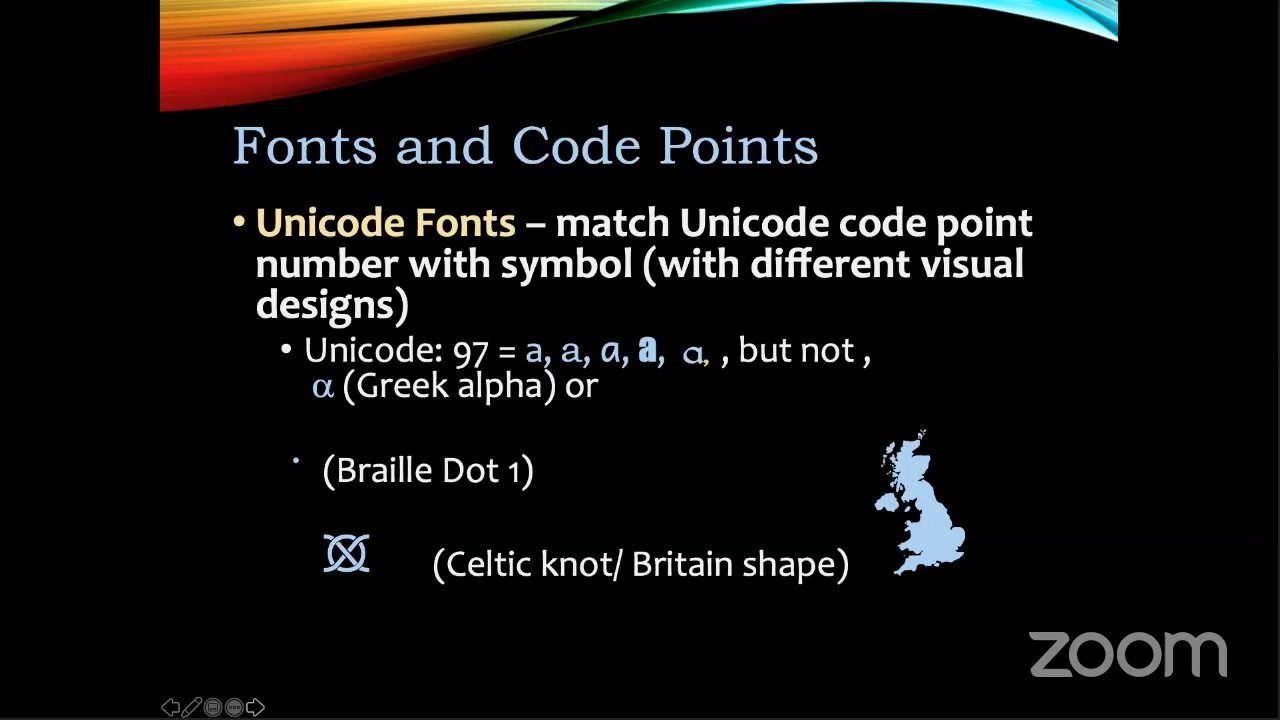 Fonts and Code Points
• Unicode Fonts – match Unicode code point
number with symbol (with different visual
designs)
• Unicode: 97 = a, a, a, a, a, , but not ,
α (Greek alpha) or
⠁ (Braille Dot 1)
(Celtic knot/ Britain shape)
zoom